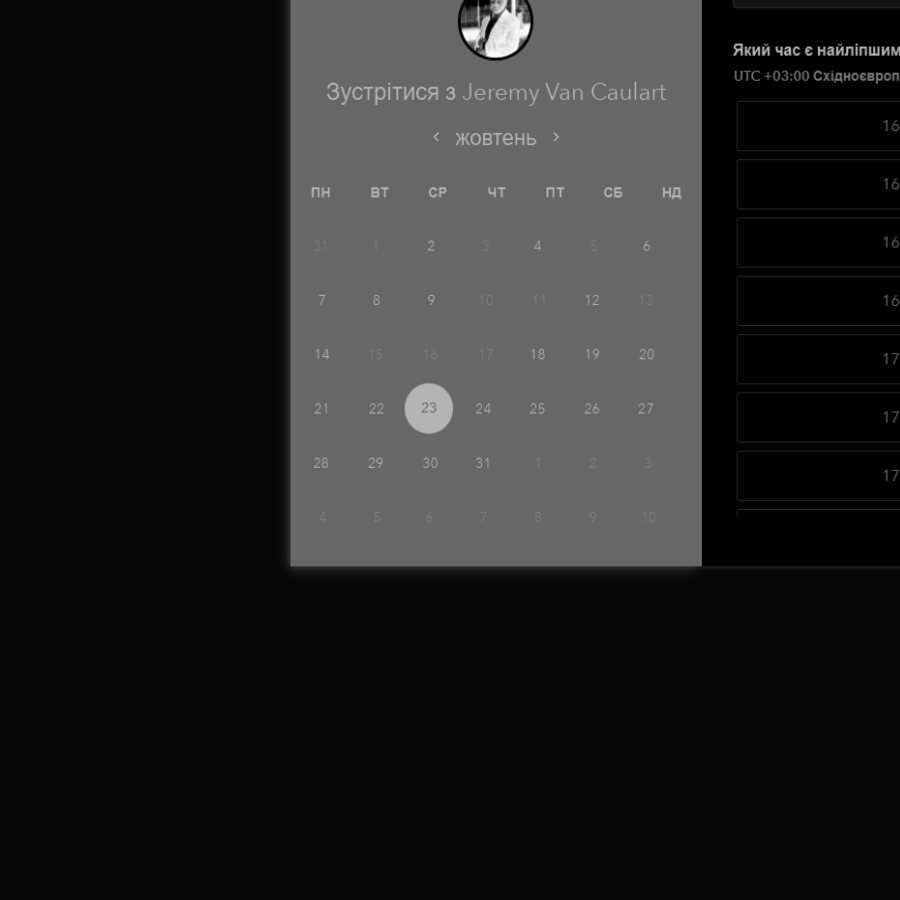 Зустрітися з Jeremy Van Caulart
‹ жовтень ›
ПН ВТ СР ЧТ ПТ СБ НД
31 1 2 3 4 5 6
7 8 9 10 11 12 13
14 15 16 17 18 19 20
21 22 23 24 25 26 27
28 29 30 31 1 2 3
4 5 6 7 8 9 10
Який час є найліпшим
UTC +03:00 Східноєвроп
16
16
16
16
17
17
17